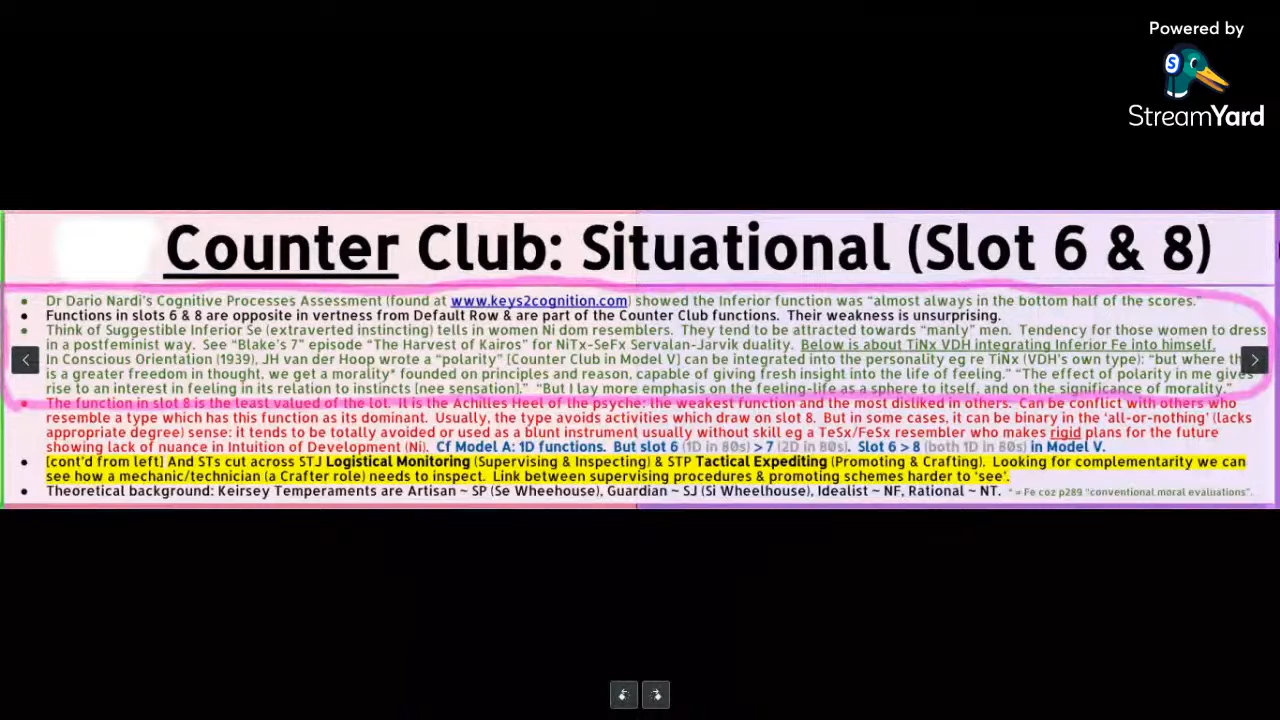 Powered by
StreamYard
Counter Club: Situational (Slot 6 & 8)
• Dr Dario Nardi's Cognitive Processes Assessment (found at www.keys2cognition.com) showed the Inferior function was "almost always in the bottom half of the scores."
• Functions in slots 6 & 8 are opposite in vertness from Default Row & are part of the Counter Club functions. Their weakness is unsurprising.
• Think of Suggestible Inferior Se (extraverted instincting) tells in women Ni dom resemblers. They tend to be attracted towards "manly" men. Tendency for those women to dress
in a postfeminist way. See "Blake's 7" episode "The Harvest of Kairos" for NiTx-SeFx Servalan-Jarvik duality. Below is about TiNx VDH integrating Inferior Fe into himself.
In Conscious Orientation (1939), JH van der Hoop wrote a "polarity" [Counter Club in Model V] can be integrated into the personality eg re TiNx (VDH's own type): "but where th
is a greater freedom in thought, we get a morality* founded on principles and reason, capable of giving fresh insight into the life of feeling." "The effect of polarity in me gives
rise to an interest in feeling in its relation to instincts [nee sensation]." "But I lay more emphasis on the feeling-life as a sphere to itself, and on the significance of morality."
• The function in slot 8 is the least valued of the lot. It is the Achilles Heel of the psyche: the weakest function and the most disliked in others. Can be conflict with others who
resemble a type which has this function as its dominant. Usually, the type avoids activities which draw on slot 8. But in some cases, it can be binary in the 'all-or-nothing' (lacks
appropriate degree) sense: it tends to be totally avoided or used as a blunt instrument usually without skill eg a TeSx/FeSx resembler who makes rigid plans for the future
showing lack of nuance in Intuition of Development (Ni). Cf Model A: 1D functions. But slot 6 (1D in 80s) > 7 (2D in 80s). Slot 6 > 8 (both 1D in 80s) in Model V.
• [cont'd from left] And STs cut across STJ Logistical Monitoring (Supervising & Inspecting) & STP Tactical Expediting (Promoting & Crafting). Looking for complementarity we can
see how a mechanic/technician (a Crafter role) needs to inspect. Link between supervising procedures & promoting schemes harder to 'see'.
• Theoretical background: Keirsey Temperaments are Artisan ~ SP (Se Wheehouse), Guardian ~ SJ (Si Wheelhouse), Idealist ~ NF, Rational ~ NT. * = Fe coz p289 "conventional moral evaluations".